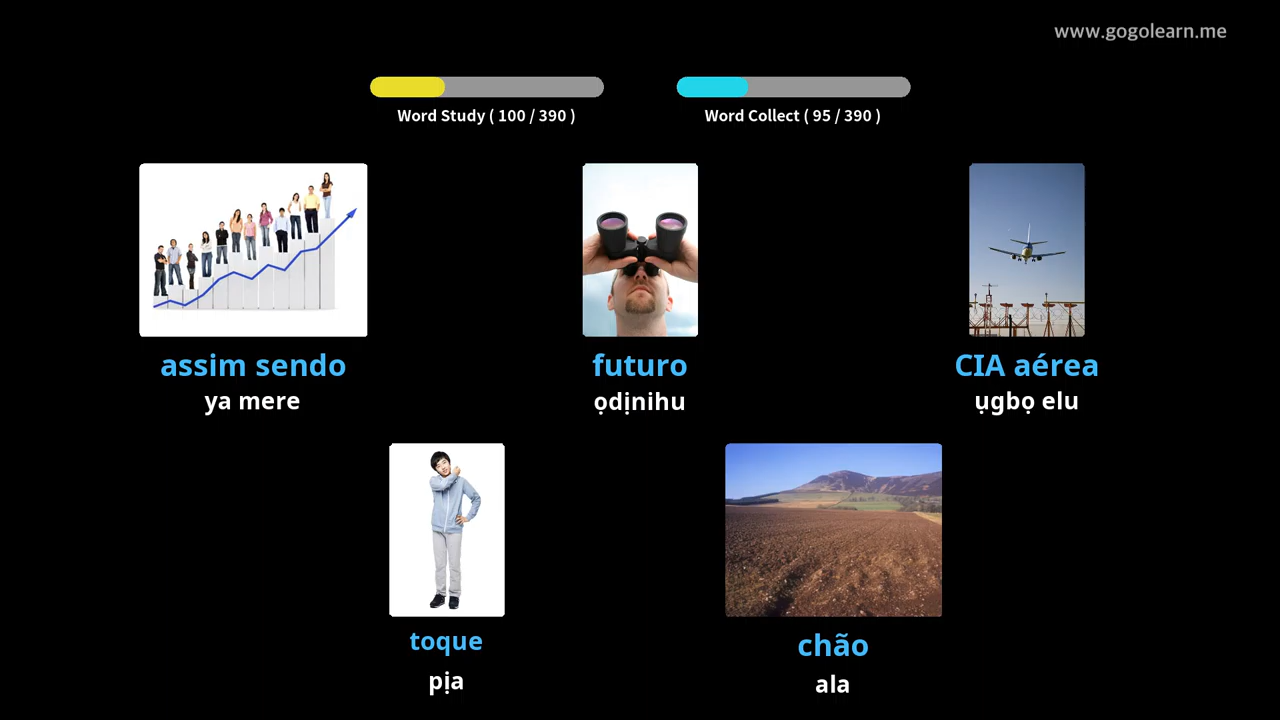 www.gogolearn.me
Word Study ( 100 / 390 )
Word Collect ( 95 / 390 )
assim sendo
ya mere
futuro
ọdịnihu
CIA aérea
ụgbọ elu
toque
pịa
chão
ala